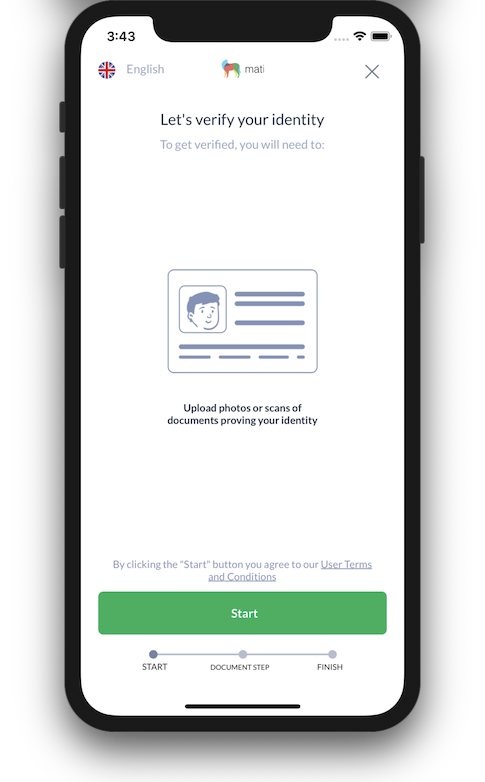 3:43
English
mati
Let's verify your identity
To get verified, you will need to:
Upload photos or scans of
documents proving your identity
By clicking the "Start" button you agree to our User Terms
and Conditions
Start
START
DOCUMENT STEP
FINISH